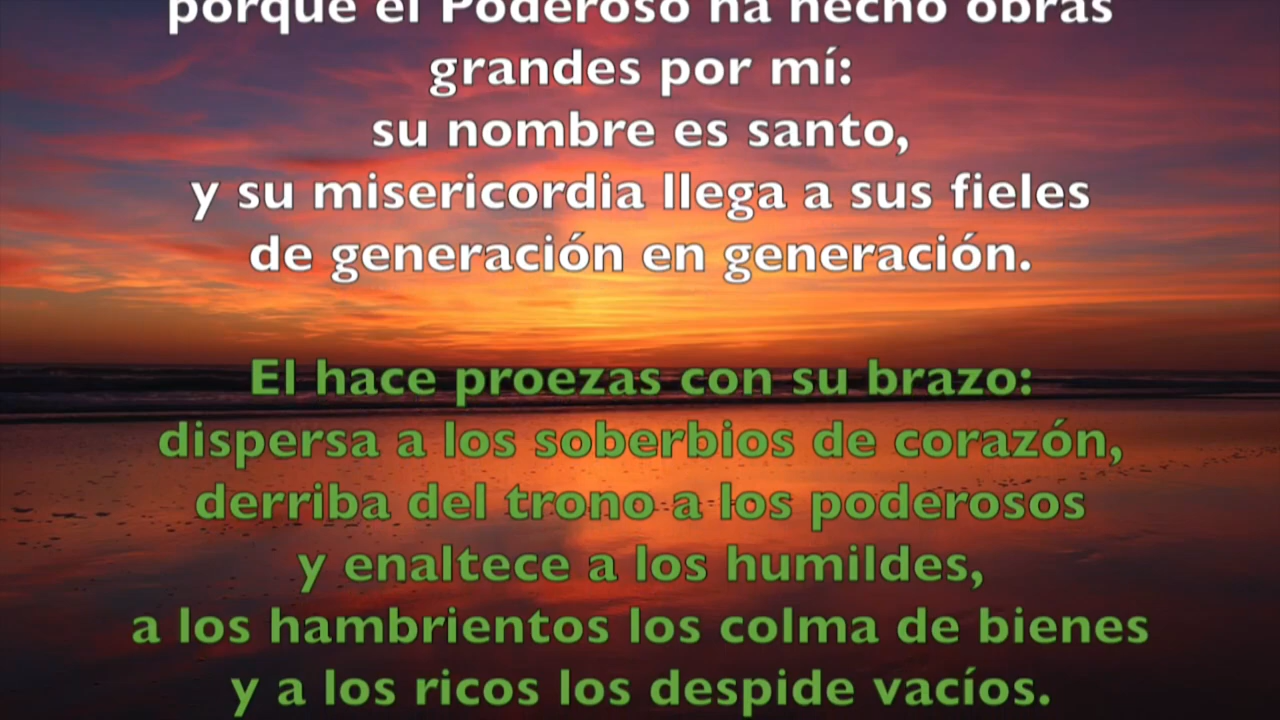 porque el Poderoso ha hecho obras
grandes por mí:
su nombre es santo,
y su misericordia llega a sus fieles
de generación en generación.
El hace proezas con su brazo:
dispersa a los soberbios de corazón,
derriba del trono a los poderosos
y enaltece a los humildes,
a los hambrientos los colma de bienes
y a los ricos los despide vacíos.